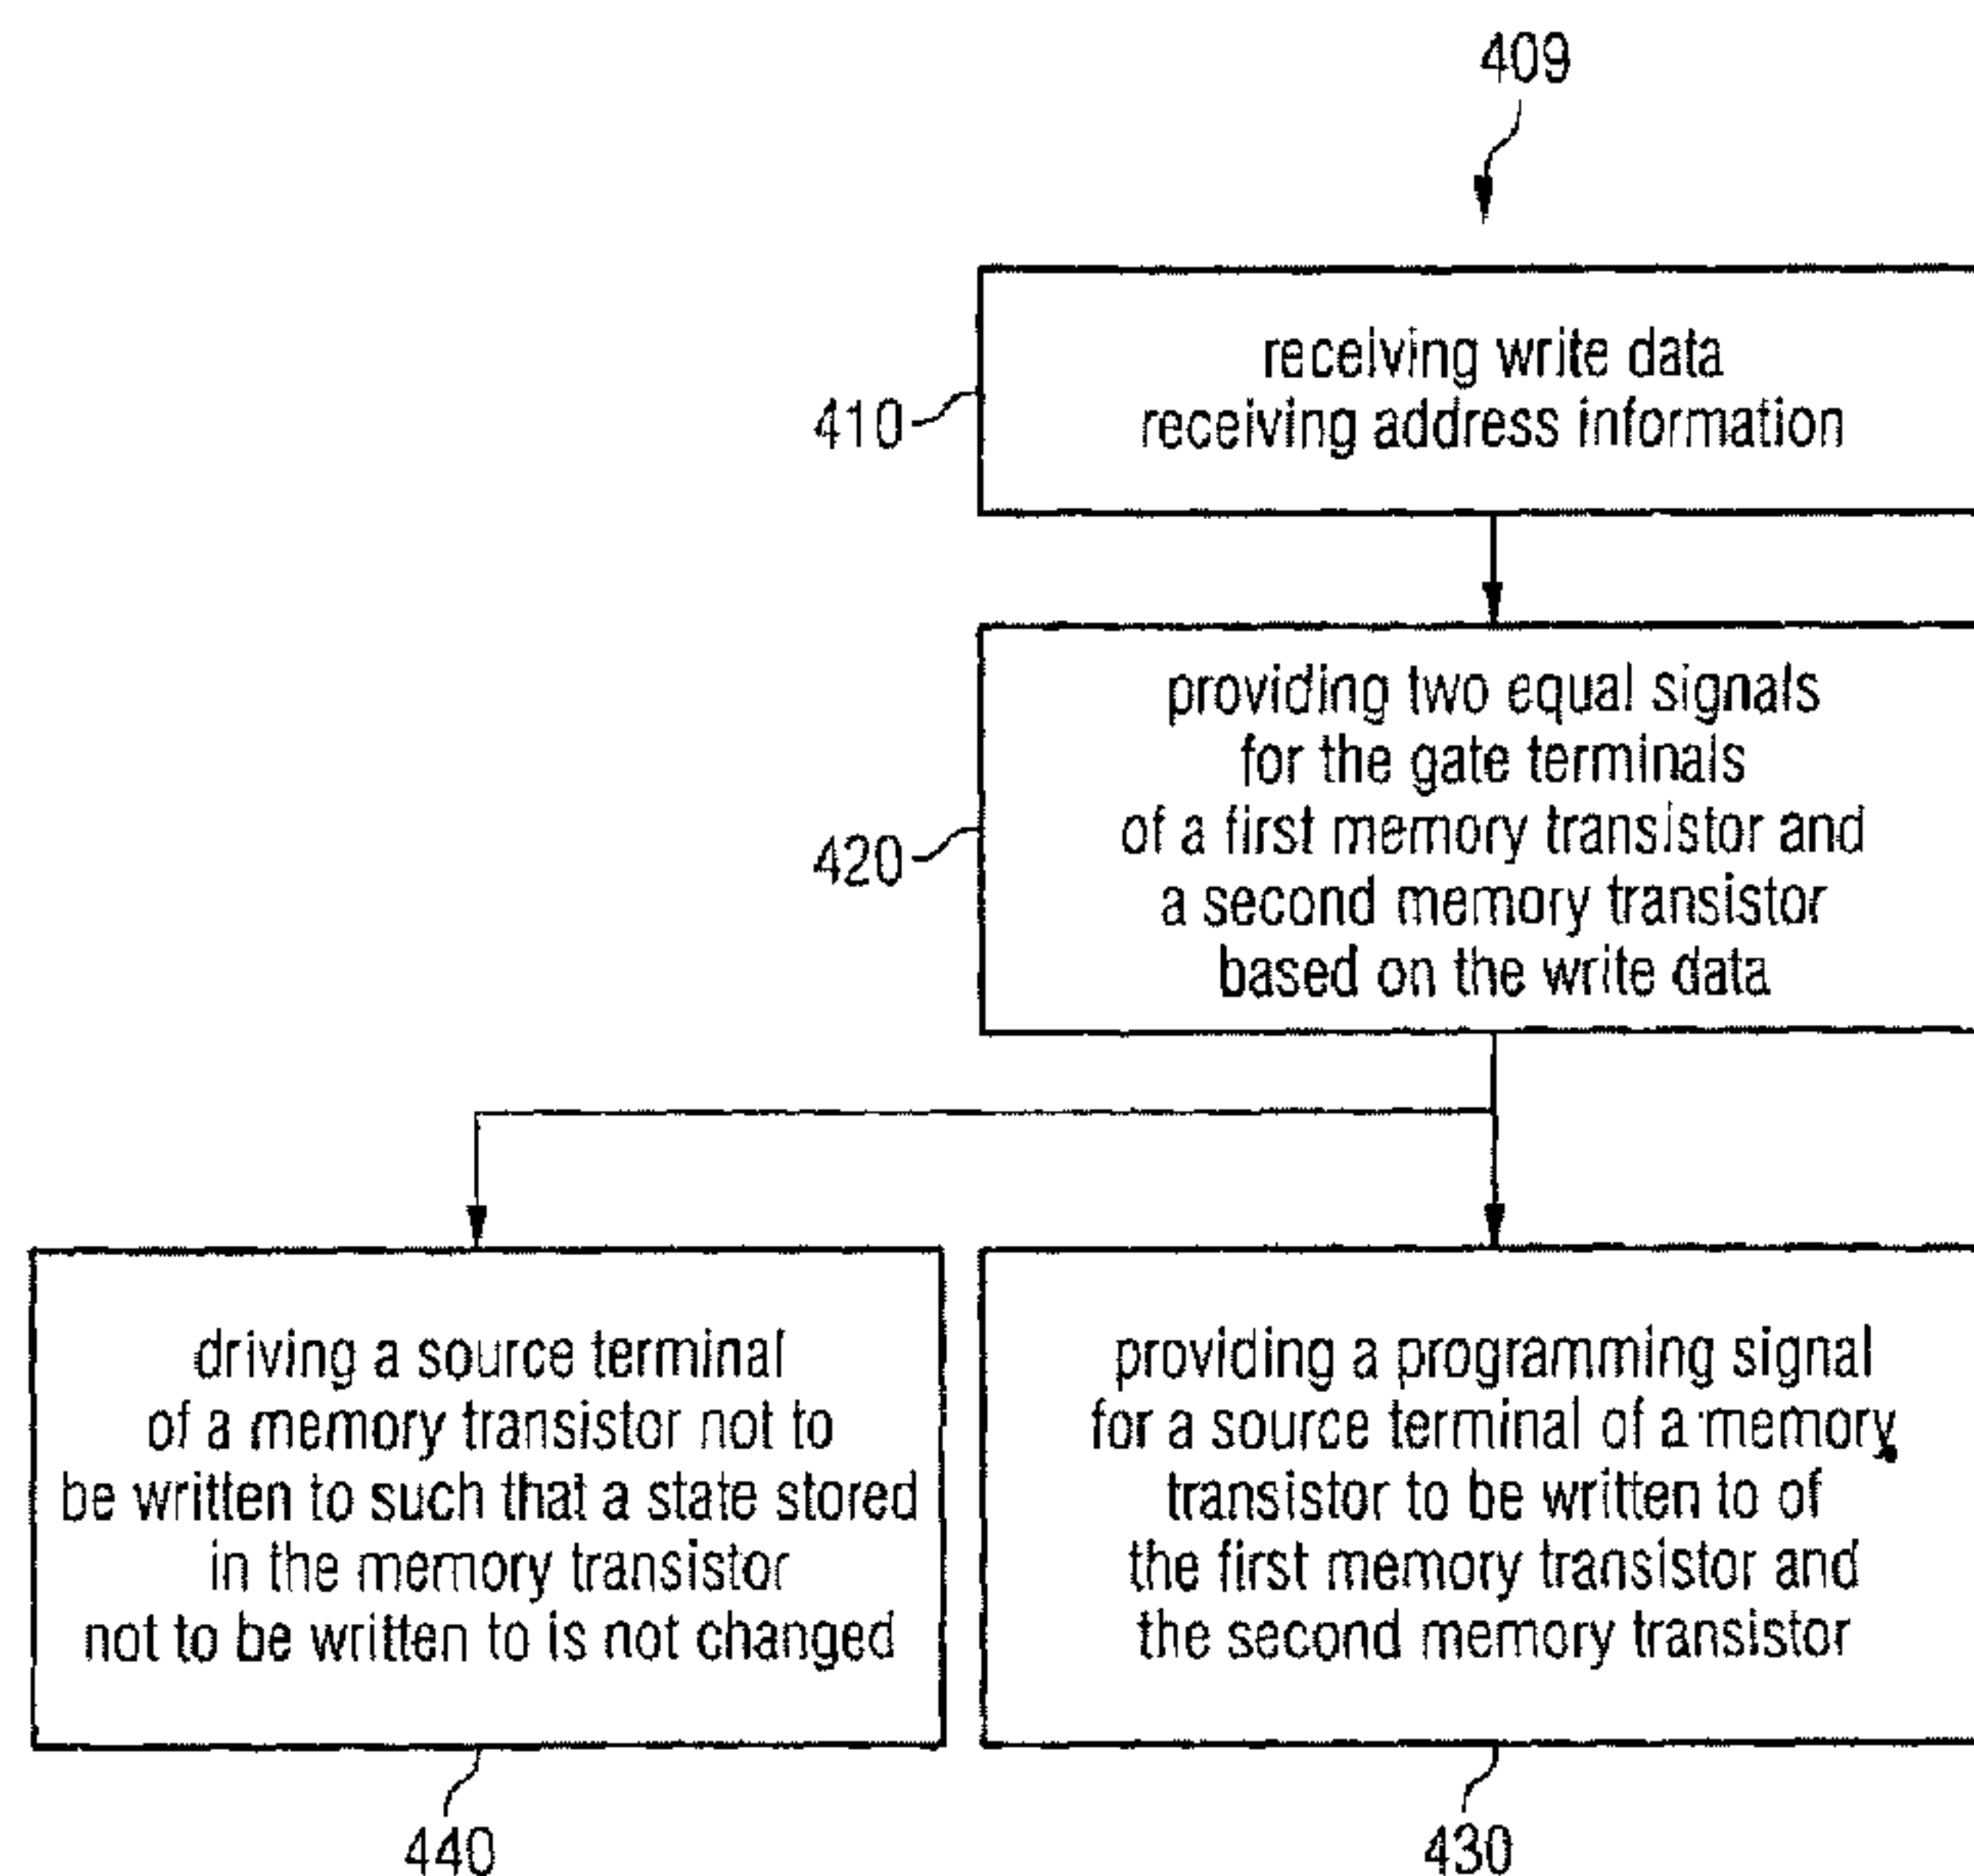 409
receiving write data
receiving address information
410
providing two equal signals
for the gate terminals
of a first memory transistor and
a second memory transistor
based on the write data
420
driving a source terminal
of a memory transistor not to
be written to such that a state stored
in the memory transistor
not to be written to is not changed
440
providing a programming signal
for a source terminal of a memory
transistor to be written to of
the first memory transistor and
the second memory transistor
430